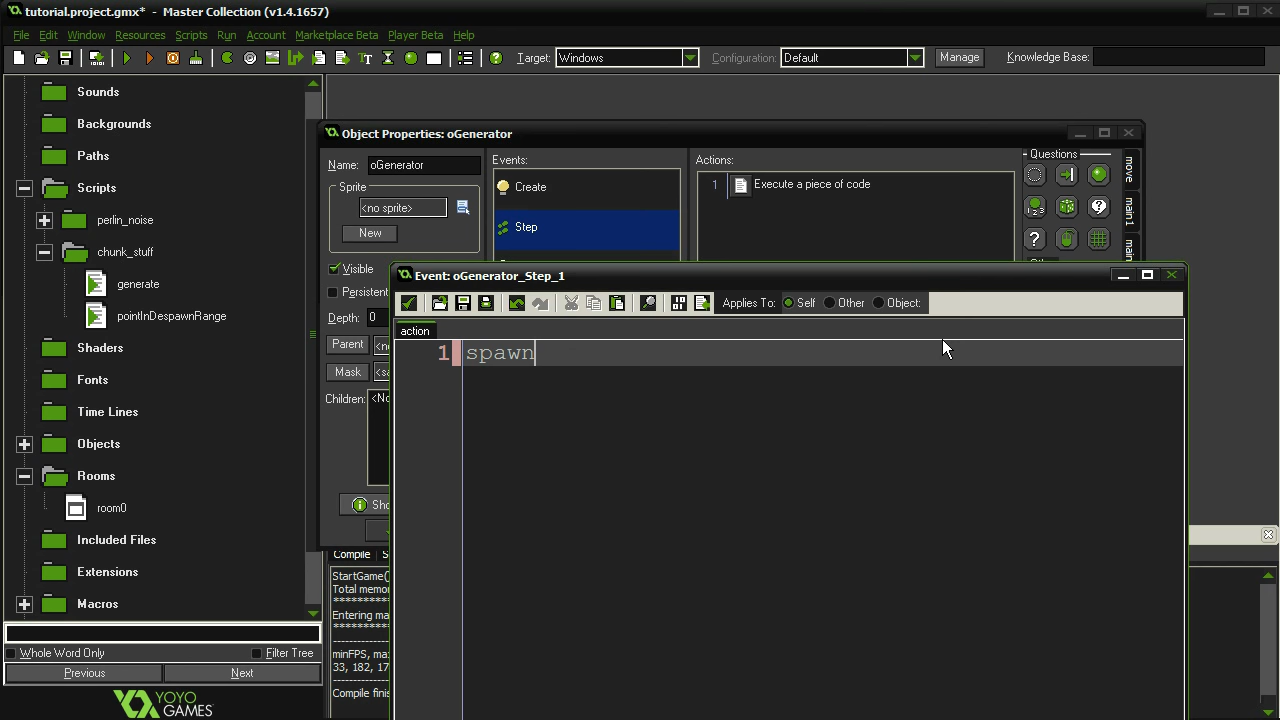 tutorial.project.gmx* - Master Collection (v1.4.1657)
File Edit Window Resources Scripts Run Account Marketplace Beta Player Beta Help
Target: Windows Configuration: Default Manage Knowledge Base:
Sounds
Backgrounds
Paths
Scripts
perlin_noise
chunk_stuff
generate
pointInDespawnRange
Shaders
Fonts
Time Lines
Objects
Rooms
room0
Included Files
Extensions
Macros
Whole Word Only Filter Tree
Previous Next
YOYO
GAMES
Object Properties: oGenerator
Name: oGenerator
Sprite
<no sprite>
New
Visible
Persistent
Depth: 0
Parent
Mask
Children: <No
Sho
Events:
Create
Step
Actions:
1 Execute a piece of code
Questions
move
main1
Event: oGenerator_Step_1
Applies To: Self Other Object:
action
1 spawn
Compile
StartGame()
Total memo
****************
Entering ma
****************
minFPS, ma
33, 182, 17
Compile finis